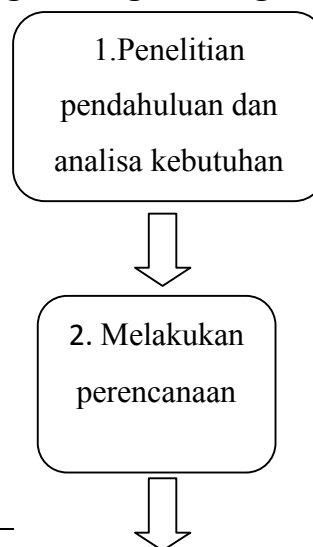 1.Penelitian
pendahuluan dan
analisa kebutuhan
2. Melakukan
perencanaan